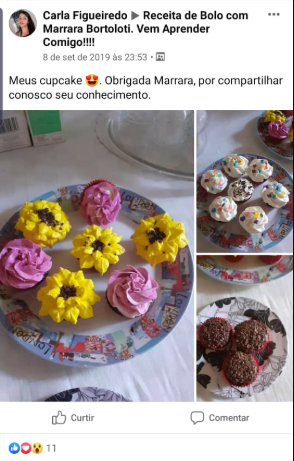 Carla Figueiredo ▶ Receita de Bolo com
Marrara Bortoloti. Vem Aprender
Comigo!!!!
8 de set de 2019 às 23:53 •
Meus cupcake 😍. Obrigada Marrara, por compartilhar
conosco seu conhecimento.
Curtir
Comentar
11